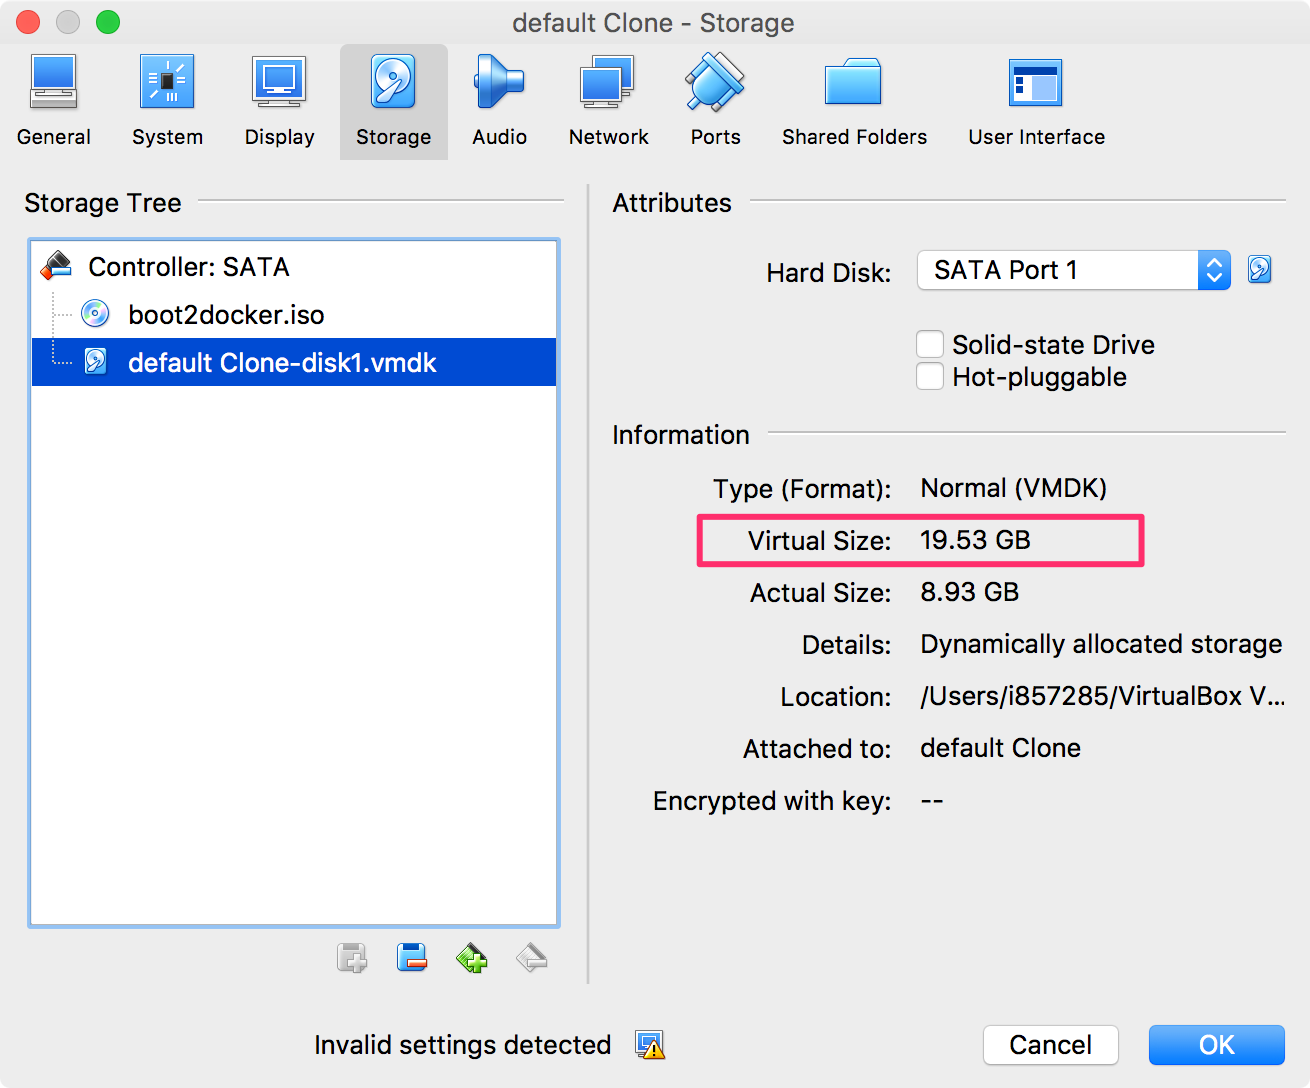 default Clone - Storage
General System Display Storage Audio Network Ports Shared Folders User Interface
Storage Tree
Controller: SATA
boot2docker.iso
default Clone-disk1.vmdk
Attributes
Hard Disk: SATA Port 1
Solid-state Drive
Hot-pluggable
Information
Type (Format): Normal (VMDK)
Virtual Size: 19.53 GB
Actual Size: 8.93 GB
Details: Dynamically allocated storage
Location: /Users/i857285/VirtualBox V...
Attached to: default Clone
Encrypted with key: --
Invalid settings detected
Cancel OK